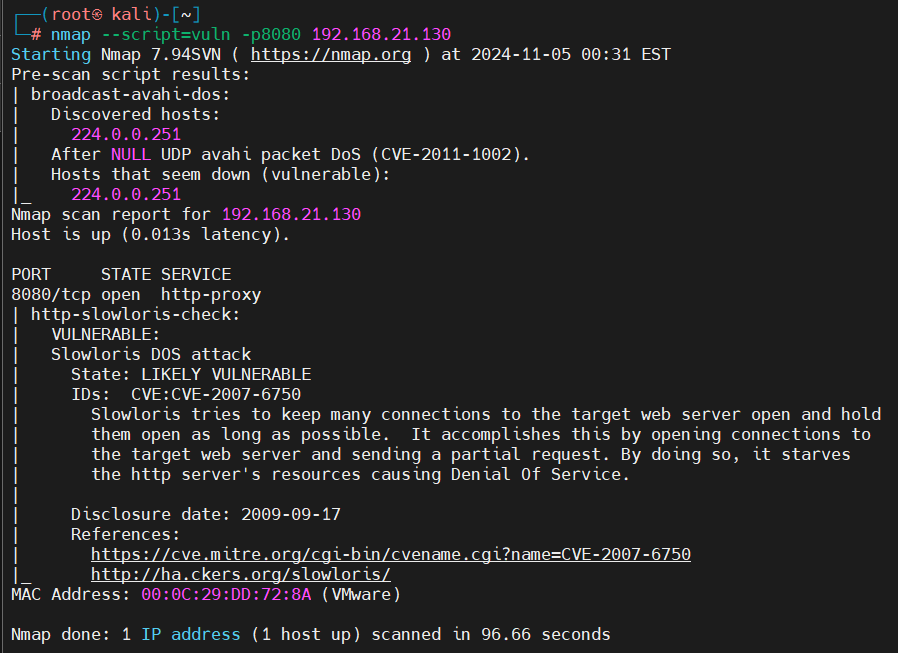 ┌──(root㉿ kali)-[~]
└─# nmap --script=vuln -p8080 192.168.21.130
Starting Nmap 7.94SVN ( https://nmap.org ) at 2024-11-05 00:31 EST
Pre-scan script results:
| broadcast-avahi-dos:
|   Discovered hosts:
|     224.0.0.251
|   After NULL UDP avahi packet DoS (CVE-2011-1002).
|   Hosts that seem down (vulnerable):
|_    224.0.0.251
Nmap scan report for 192.168.21.130
Host is up (0.013s latency).

PORT     STATE SERVICE
8080/tcp open  http-proxy
| http-slowloris-check:
|   VULNERABLE:
|   Slowloris DOS attack
|     State: LIKELY VULNERABLE
|     IDs:  CVE:CVE-2007-6750
|       Slowloris tries to keep many connections to the target web server open and hold
|       them open as long as possible.  It accomplishes this by opening connections to
|       the target web server and sending a partial request. By doing so, it starves
|       the http server's resources causing Denial Of Service.
|
|     Disclosure date: 2009-09-17
|     References:
|       https://cve.mitre.org/cgi-bin/cvename.cgi?name=CVE-2007-6750
|_      http://ha.ckers.org/slowloris/
MAC Address: 00:0C:29:DD:72:8A (VMware)

Nmap done: 1 IP address (1 host up) scanned in 96.66 seconds